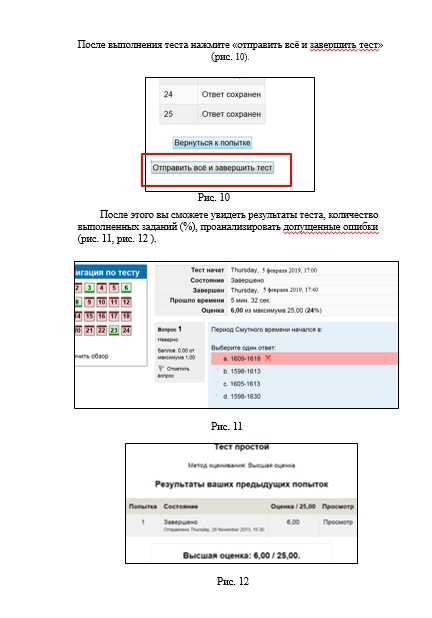 После выполнения теста нажмите «отправить всё и завершить тест»
(рис. 10).
24 Ответ сохранен
25 Ответ сохранен
Вернуться к попытке
Отправить всё и завершить тест
Рис. 10
После этого вы сможете увидеть результаты теста, количество
выполненных заданий (%), проанализировать допущенные ошибки
(рис. 11, рис. 12 ).
игация по тесту
2 3 4 5 6
8 9 10 11 12
14 15 16 17 18
20 21 22 23 24
чить обзор
Тест начат Thursday, 5 февраля 2019, 17:00
Состояние Завершено
Завершен Thursday, 5 февраля 2019, 17:40
Прошло времени 5 мин. 32 сек.
Оценка 6,00 из максимума 25,00 (24%)
Вопрос 1
Неверно
Баллов: 0,00 от
максимума 1,00
Отметить
вопрос
Период Смутного времени начался в:
Выберите один ответ:
a. 1609-1618
b. 1598-1613
c. 1605-1613
d. 1598-1630
Рис. 11
Тест простой
Метод оценивания: Высшая оценка
Результаты ваших предыдущих попыток
Попытка Состояние Оценка / 25,00 Просмотр
1 Завершено 6,00 Просмотр
Отправлено Thursday, 28 November 2013, 15:30
Высшая оценка: 6,00 / 25,00.
Рис. 12